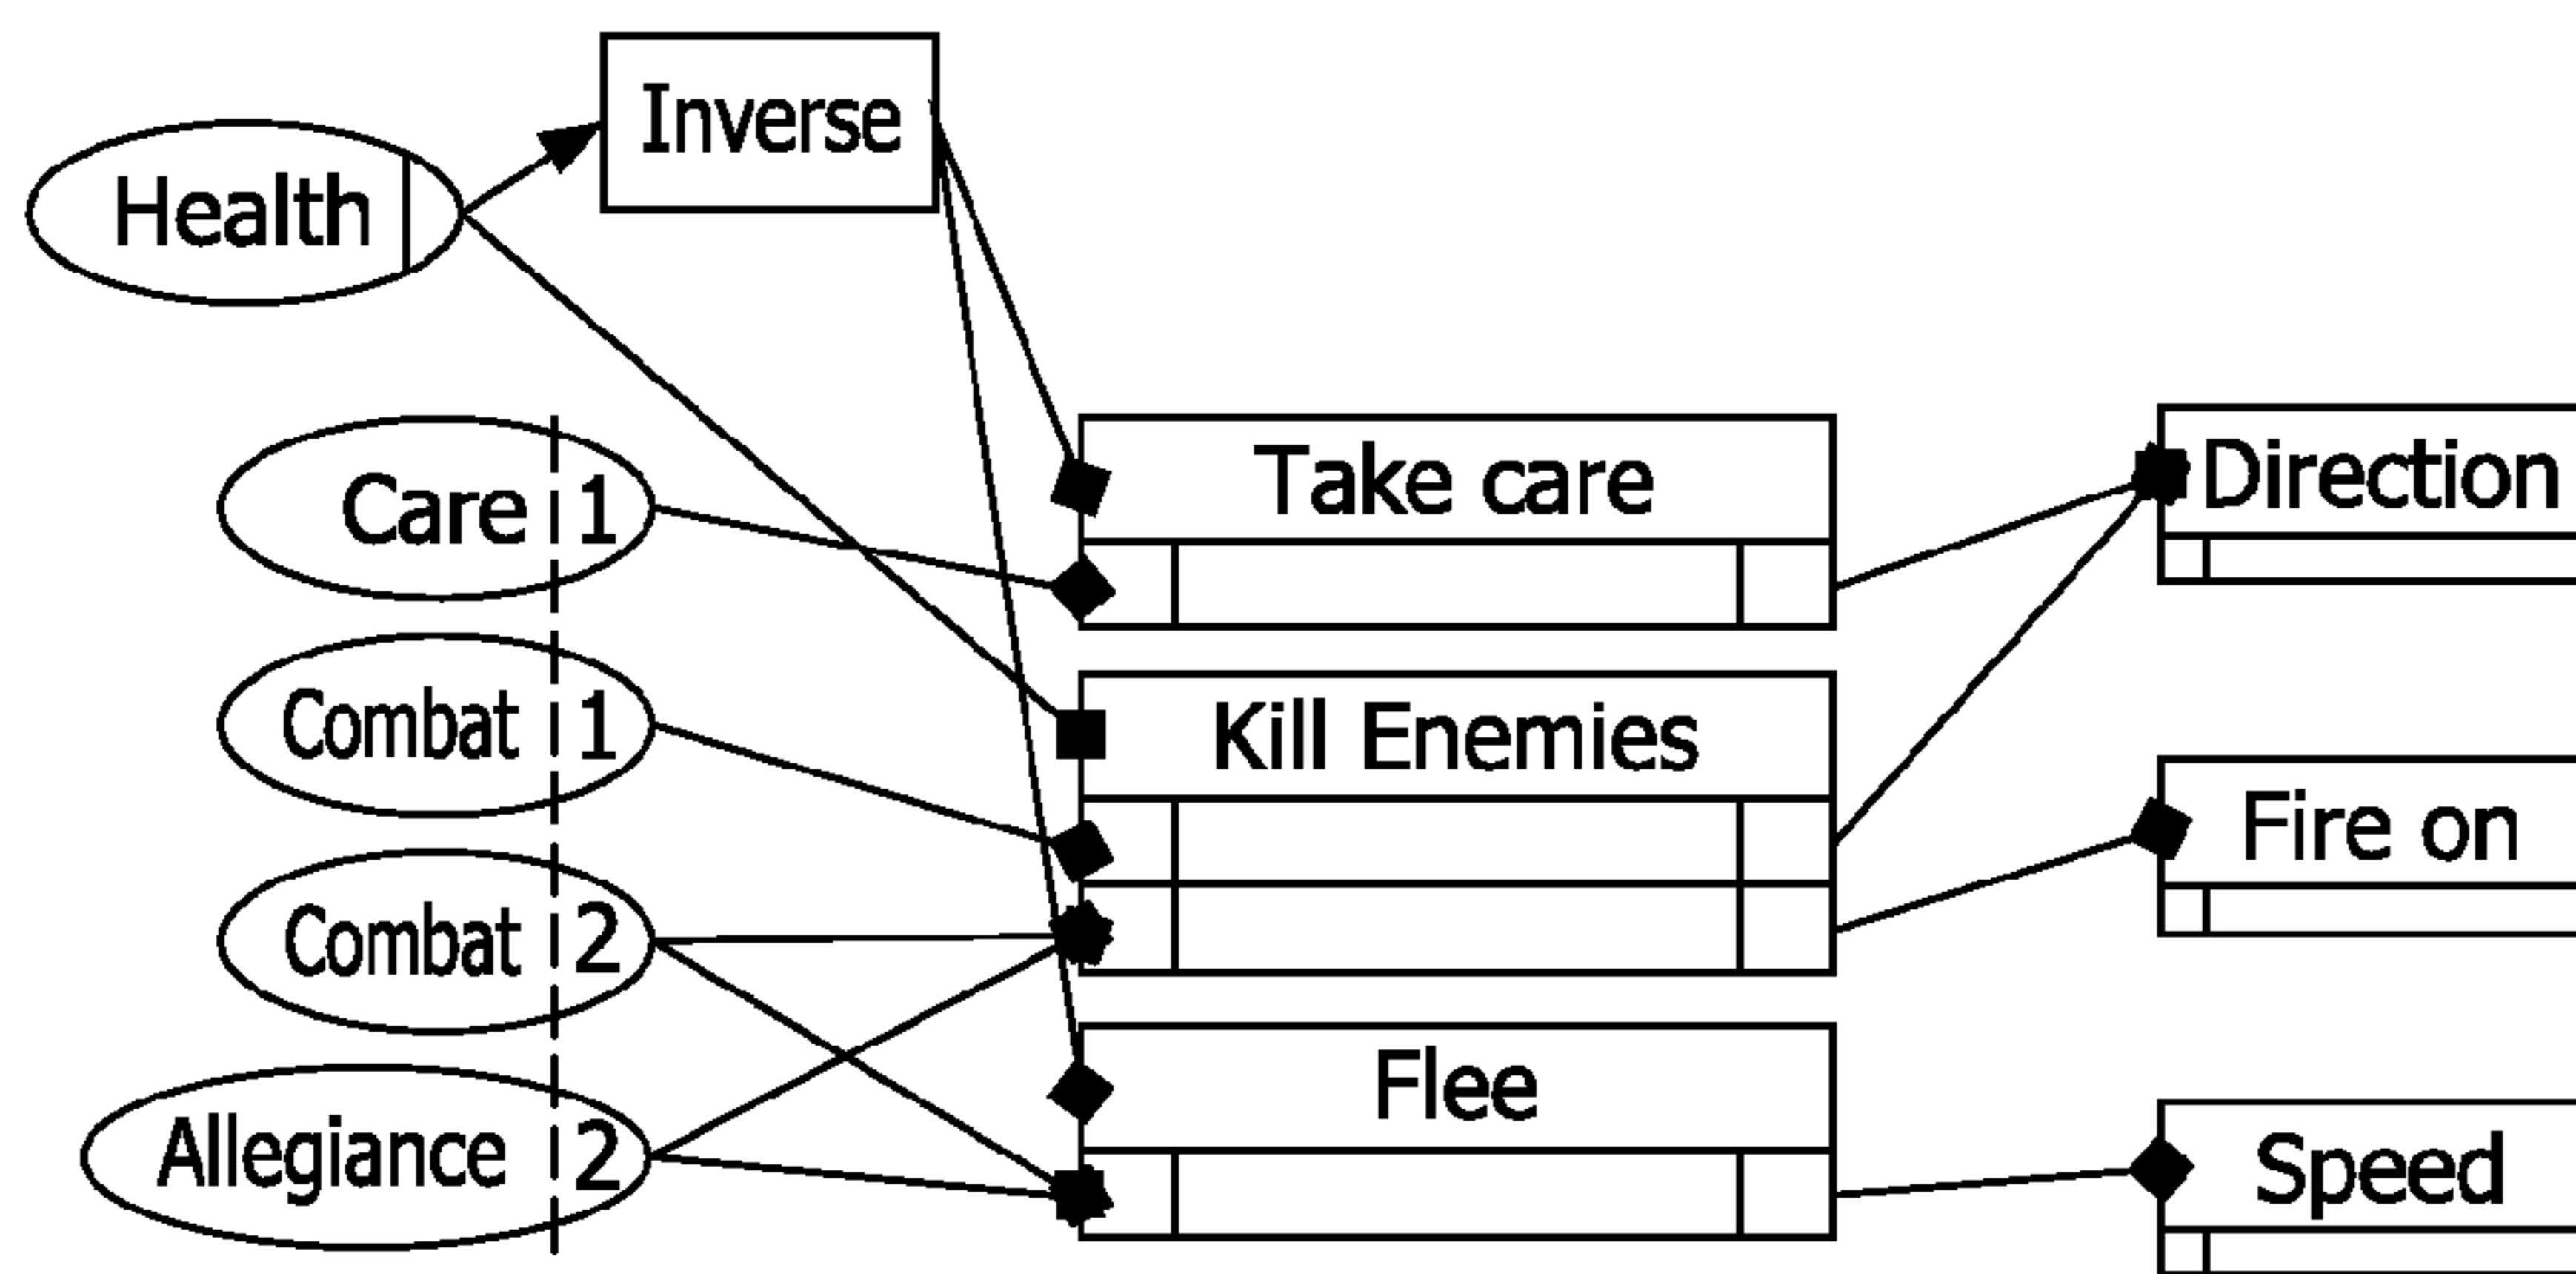 Inverse
Health
Take care
Direction
Care 1
Combat 1
Kill Enemies
Fire on
Combat 2
Flee
Allegiance 2
Speed